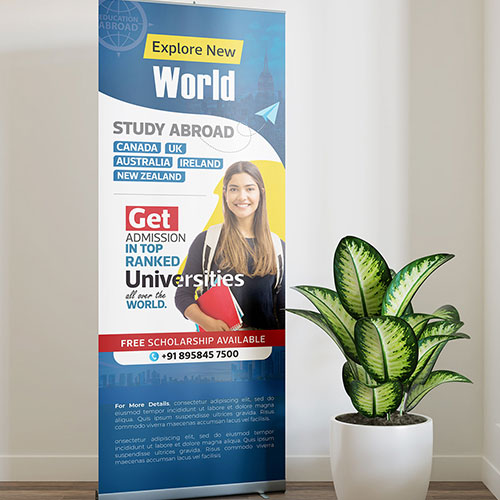 EDUCATION
ABROAD
Explore New
World
STUDY ABROAD
CANADA UK
AUSTRALIA IRELAND
NEW ZEALAND
Get
ADMISSION
IN TOP
RANKED
Universities
all over the
WORLD.
FREE SCHOLARSHIP AVAILABLE
+91 895845 7500
For More Details, consectetur adipiscing elit, sed do
eiusmod tempor incididunt ut labore et dolore magna
aliqua. Quis ipsum suspendisse ultrices gravida. Risus
commodo viverra maecenas accumsan lacus vel facilisis.
onsectetur adipiscing elit, sed do eiusmod tempor
incididunt ut labore et dolore magna aliqua. Quis ipsum
suspendisse ultrices gravida. Risus commodo viverra
maecenas accumsan lacus vel facilisis